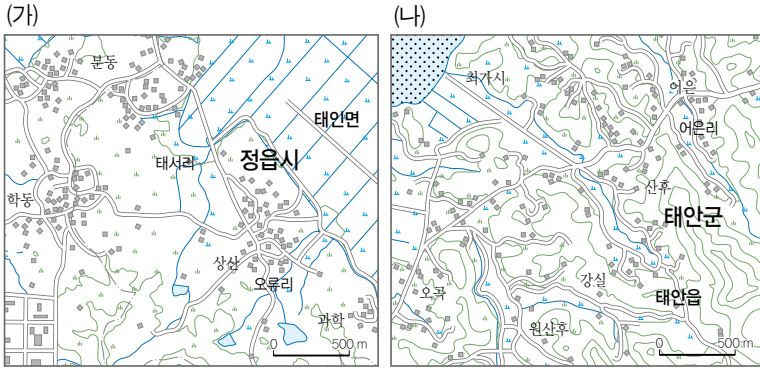 (가)
분동
태인면
태서리
정읍시
학동
상산
오류리
과학
0 500 m
(나)
최가시
어은
어은리
산후
태안군
강실
태안읍
오곡
원산후
0 500 m